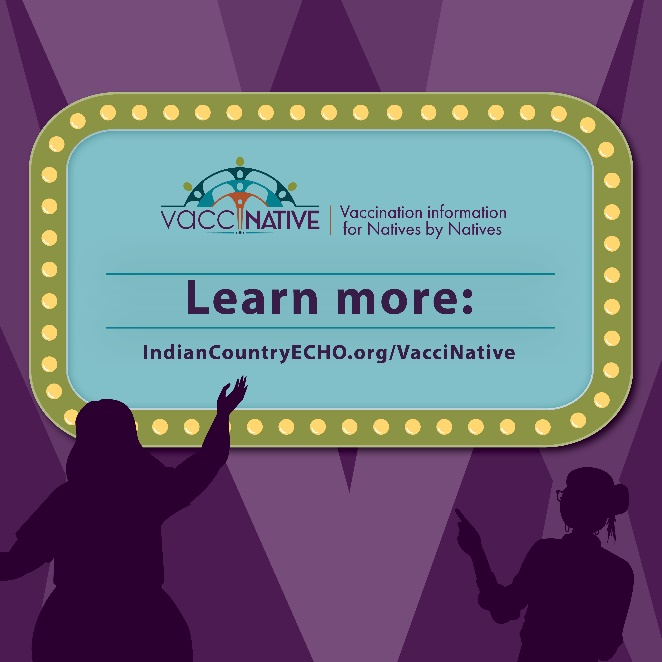 VACCINATIVE
Vaccination information
for Natives by Natives
Learn more:
IndianCountryECHO.org/VacciNative